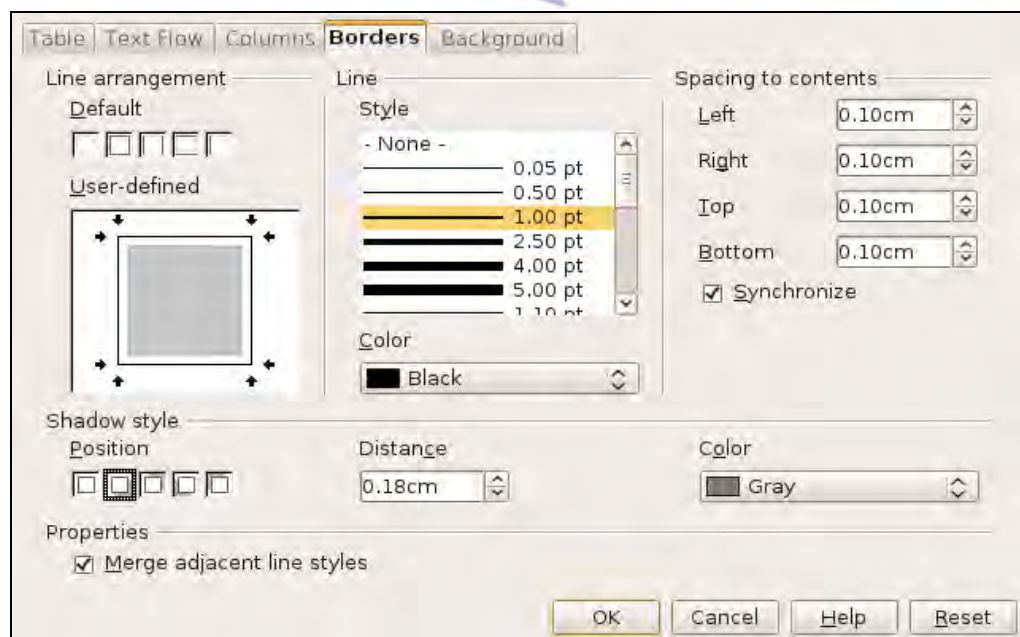 Table Text Flow Columns Borders Background
Line arrangement
Default
User-defined
Line
Style
- None -
0.05 pt
0.50 pt
1.00 pt
2.50 pt
4.00 pt
5.00 pt
1.10 pt
Color
Black
Spacing to contents
Left 0.10cm
Right 0.10cm
Top 0.10cm
Bottom 0.10cm
Synchronize
Shadow style
Position
Distance
0.18cm
Color
Gray
Properties
Merge adjacent line styles
OK Cancel Help Reset